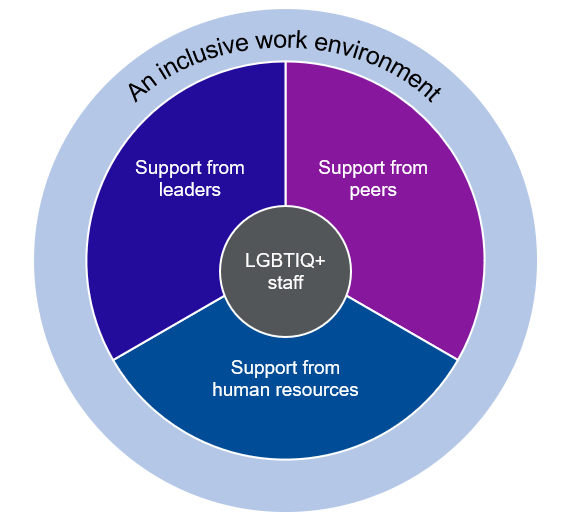 An inclusive work environment
Support from
leaders
Support from
peers
LGBTIQ+
staff
Support from
human resources